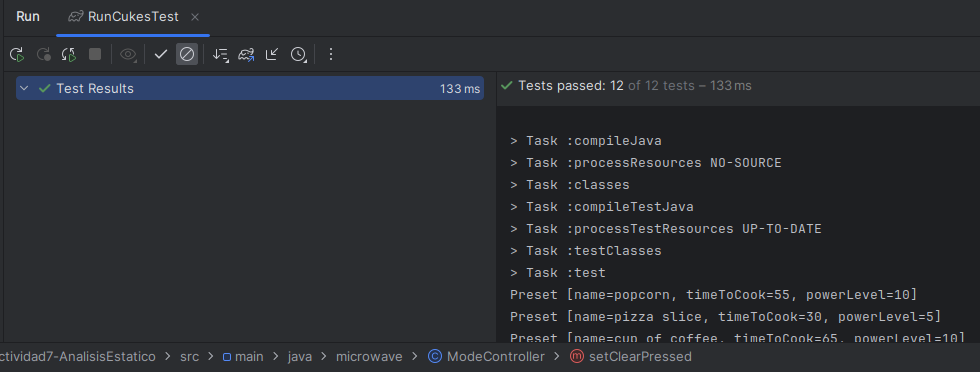 Run RunCukesTest
Test Results 133 ms
Tests passed: 12 of 12 tests – 133 ms
> Task :compileJava
> Task :processResources NO-SOURCE
> Task :classes
> Task :compileTestJava
> Task :processTestResources UP-TO-DATE
> Task :testClasses
> Task :test
Preset [name=popcorn, timeToCook=55, powerLevel=10]
Preset [name=pizza slice, timeToCook=30, powerLevel=5]
Preset [name=cup of coffee, timeToCook=65, powerLevel=10]
ctividad7-AnalisisEstatico > src > main > java > microwave > ModeController > setClearPressed